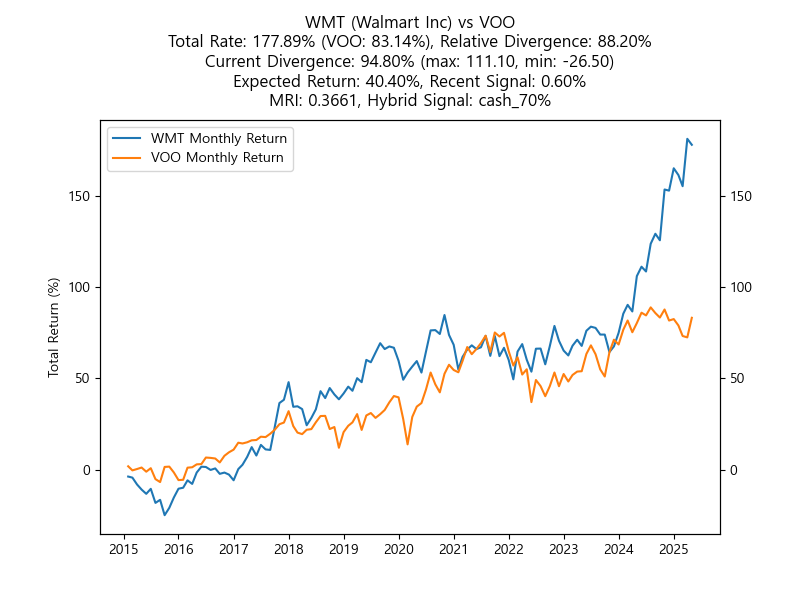 WMT (Walmart Inc) vs VOO
Total Rate: 177.89% (VOO: 83.14%), Relative Divergence: 88.20%
Current Divergence: 94.80% (max: 111.10, min: -26.50)
Expected Return: 40.40%, Recent Signal: 0.60%
MRI: 0.3661, Hybrid Signal: cash_70%
WMT Monthly Return
VOO Monthly Return
Total Return (%)
150
100
50
0
150
100
50
0
2015 2016 2017 2018 2019 2020 2021 2022 2023 2024 2025